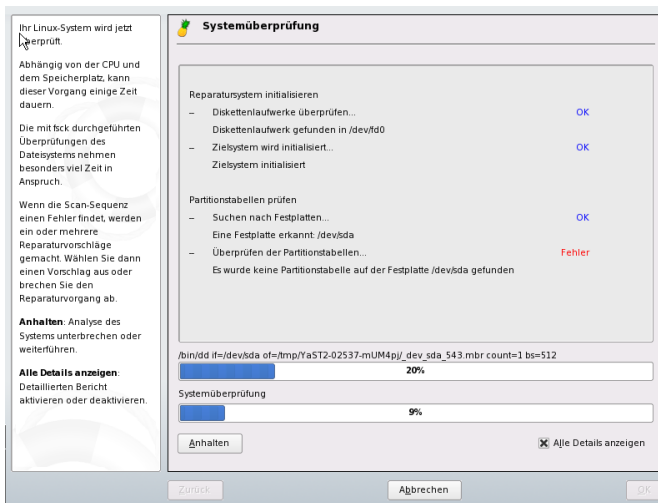 Ihr Linux-System wird jetzt
überprüft.
Abhängig von der CPU und
dem Speicherplatz, kann
dieser Vorgang einige Zeit
dauern.
Die mit fsck durchgeführten
Überprüfungen des
Dateisystems nehmen
besonders viel Zeit in
Anspruch.
Wenn die Scan-Sequenz
einen Fehler findet, werden
ein oder mehrere
Reparaturvorschläge
gemacht. Wählen Sie dann
einen Vorschlag aus oder
brechen Sie den
Reparaturvorgang ab.
Anhalten: Analyse des
Systems unterbrechen oder
weiterführen.
Alle Details anzeigen:
Detaillierten Bericht
aktivieren oder deaktivieren.
Systemüberprüfung
Reparatursystem initialisieren
– Diskettenlaufwerke überprüfen... OK
Diskettenlaufwerk gefunden in /dev/fd0
– Zielsystem wird initialisiert... OK
Zielsystem initialisiert
Partitionstabellen prüfen
– Suchen nach Festplatten... OK
Eine Festplatte erkannt: /dev/sda
– Überprüfen der Partitionstabellen... Fehler
Es wurde keine Partitionstabelle auf der Festplatte /dev/sda gefunden
/bin/dd if=/dev/sda of=/tmp/YaST2-02537-mUM4pj/_dev_sda_543.mbr count=1 bs=512
20%
Systemüberprüfung
9%
Anhalten
Alle Details anzeigen
Zurück
Abbrechen
OK